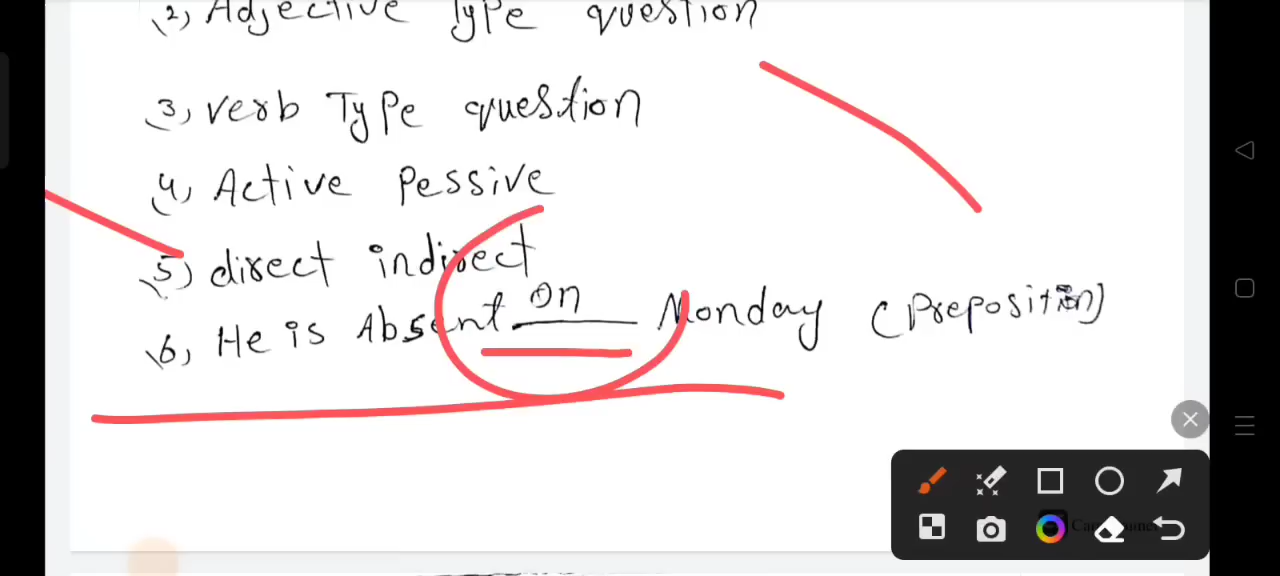 (2) Adjective Type question
(3) verb Type question
(4) Active Pessive
(5) direct indirect
(6) He is Absent on Monday (Preposition)